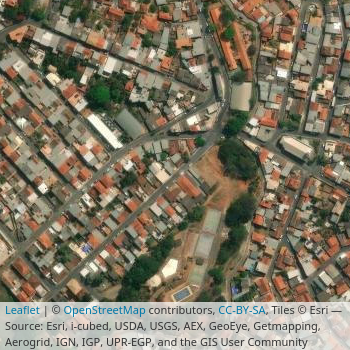 Leaflet | © OpenStreetMap contributors, CC-BY-SA, Tiles © Esri —
Source: Esri, i-cubed, USDA, USGS, AEX, GeoEye, Getmapping,
Aerogrid, IGN, IGP, UPR-EGP, and the GIS User Community